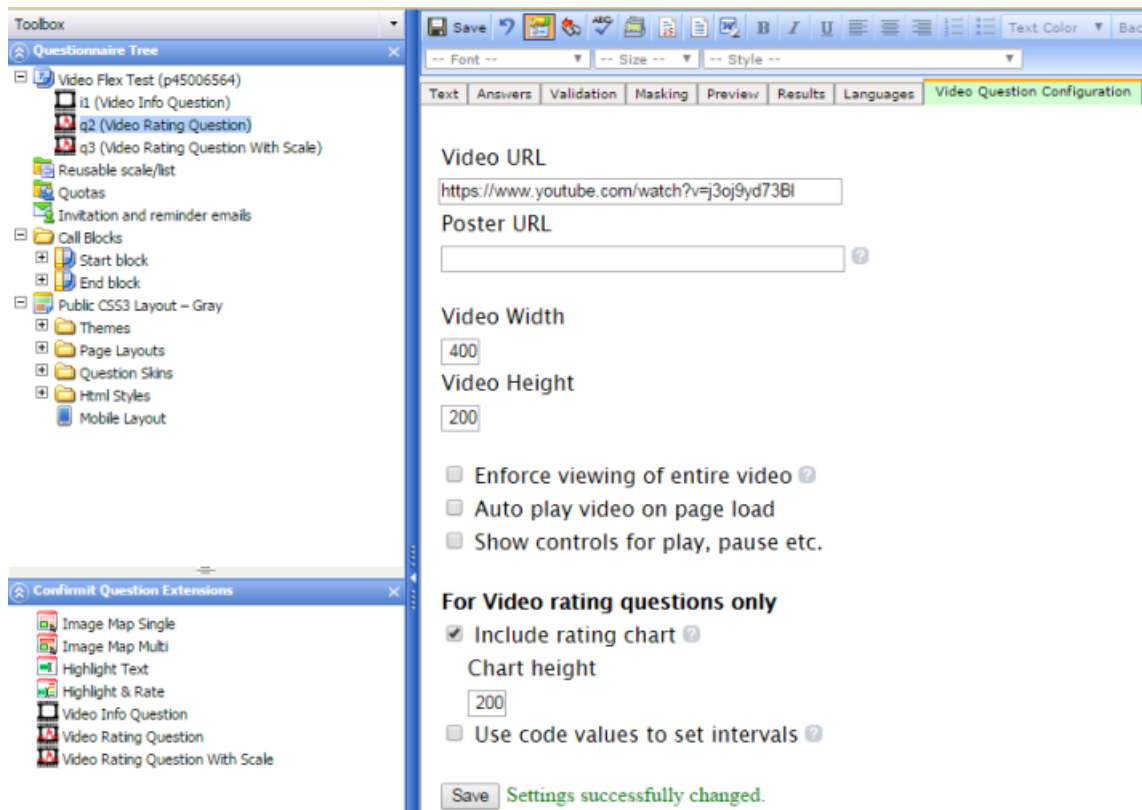 Toolbox
Questionnaire Tree
Video Flex Test (p45006564)
i1 (Video Info Question)
q2 (Video Rating Question)
q3 (Video Rating Question With Scale)
Reusable scale/list
Quotas
Invitation and reminder emails
Call Blocks
Start block
End block
Public CSS3 Layout – Gray
Themes
Page Layouts
Question Skins
Html Styles
Mobile Layout
Confirmit Question Extensions
Image Map Single
Image Map Multi
Highlight Text
Highlight & Rate
Video Info Question
Video Rating Question
Video Rating Question With Scale
Save ABC B I U Text Color Bac
-- Font -- -- Size -- -- Style --
Text Answers Validation Masking Preview Results Languages Video Question Configuration
Video URL
https://www.youtube.com/watch?v=j3oj9yd73BI
Poster URL
?
Video Width
400
Video Height
200
Enforce viewing of entire video ?
Auto play video on page load
Show controls for play, pause etc.
For Video rating questions only
Include rating chart ?
Chart height
200
Use code values to set intervals ?
Save Settings successfully changed.